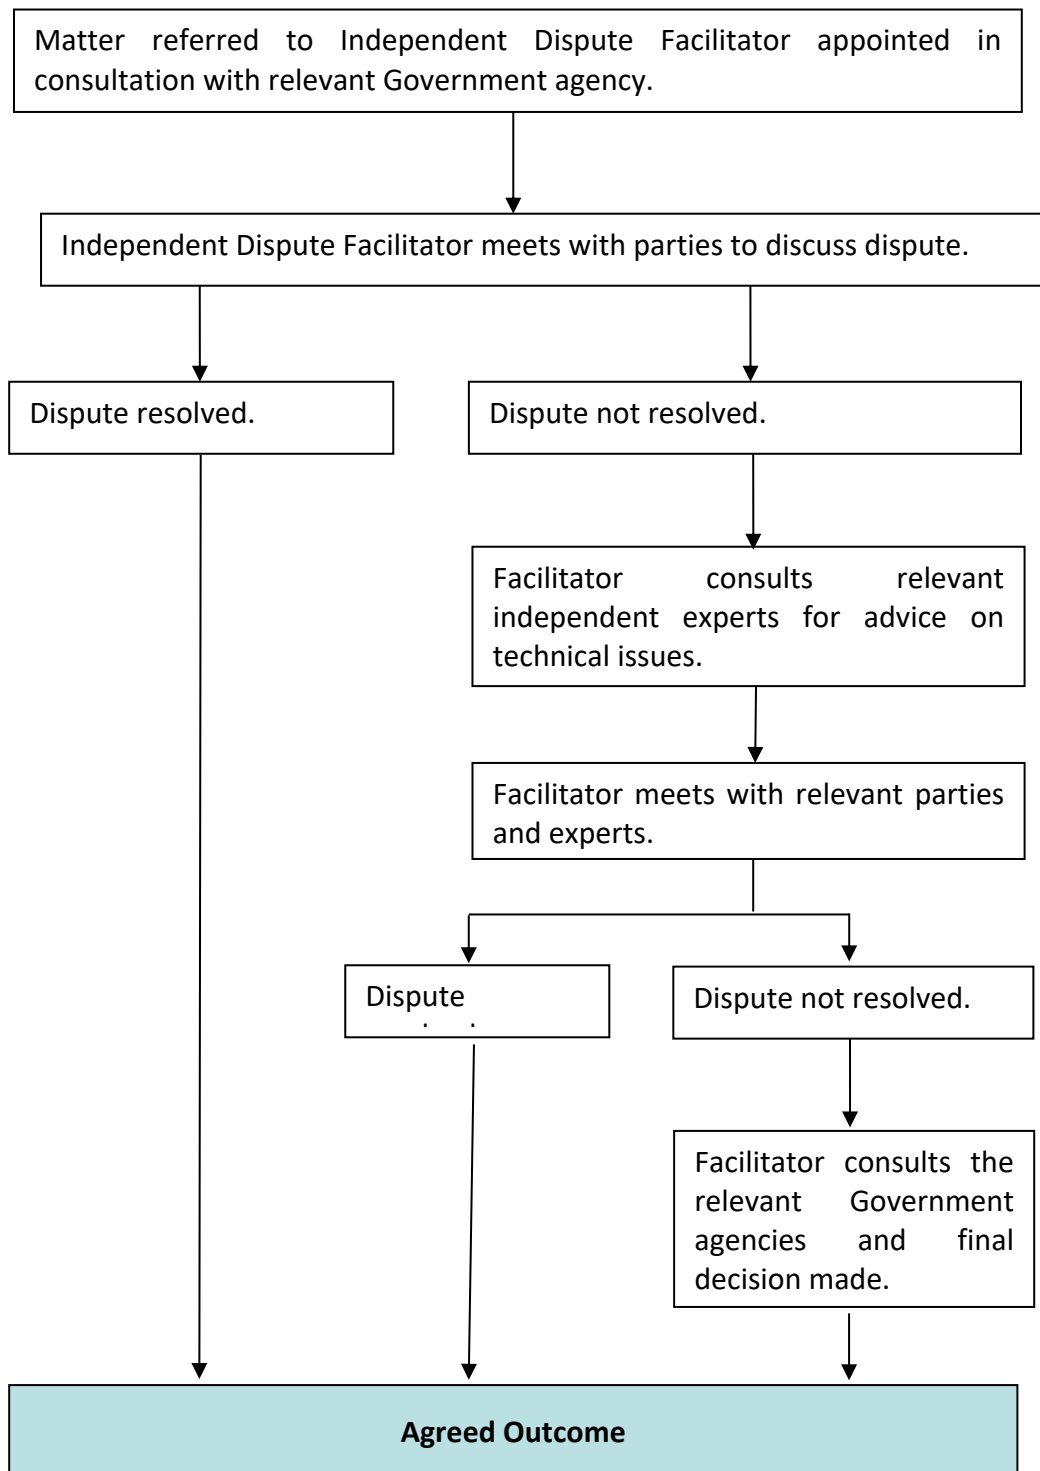 Matter referred to Independent Dispute Facilitator appointed in
consultation with relevant Government agency.
Independent Dispute Facilitator meets with parties to discuss dispute.
Dispute resolved.
Dispute not resolved.
Facilitator consults relevant
independent experts for advice on
technical issues.
Facilitator meets with relevant parties
and experts.
Dispute
Dispute not resolved.
Facilitator consults the
relevant Government
agencies and final
decision made.
Agreed Outcome